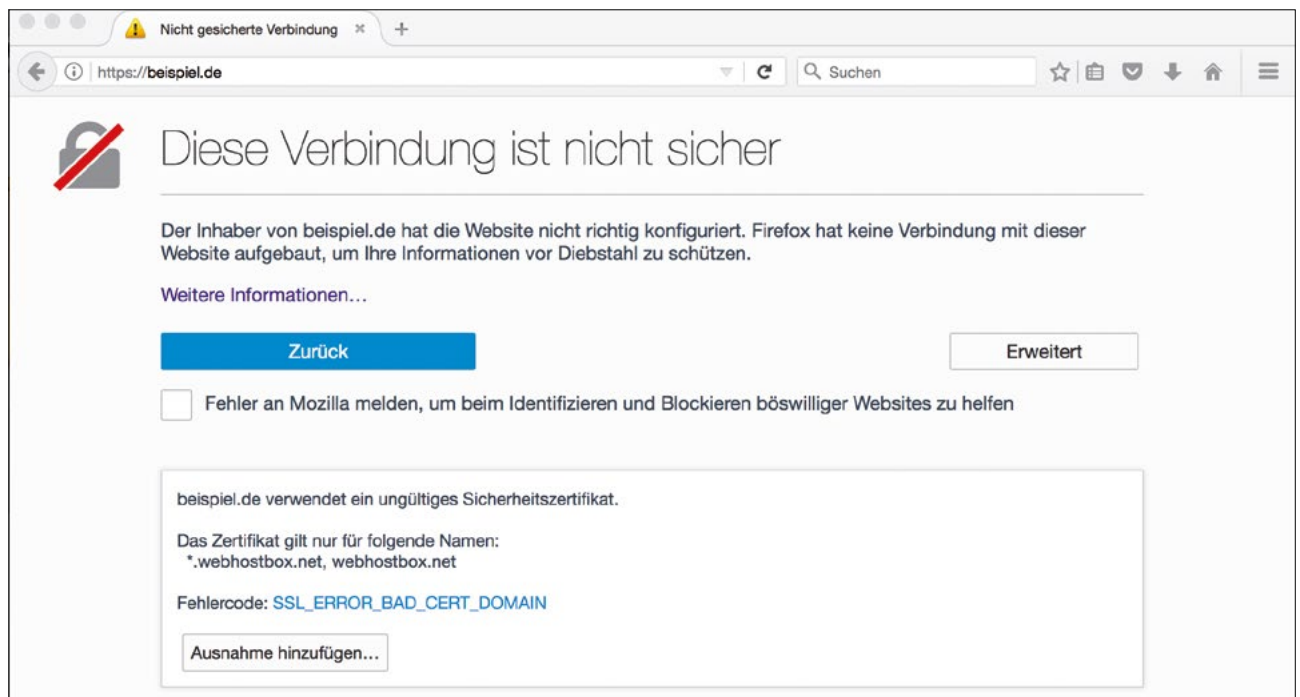 Nicht gesicherte Verbindung
https://beispiel.de
Suchen
Diese Verbindung ist nicht sicher
Der Inhaber von beispiel.de hat die Website nicht richtig konfiguriert. Firefox hat keine Verbindung mit dieser
Website aufgebaut, um Ihre Informationen vor Diebstahl zu schützen.
Weitere Informationen…
Zurück
Erweitert
Fehler an Mozilla melden, um beim Identifizieren und Blockieren böswilliger Websites zu helfen
beispiel.de verwendet ein ungültiges Sicherheitszertifikat.
Das Zertifikat gilt nur für folgende Namen:
*.webhostbox.net, webhostbox.net
Fehlercode: SSL_ERROR_BAD_CERT_DOMAIN
Ausnahme hinzufügen...